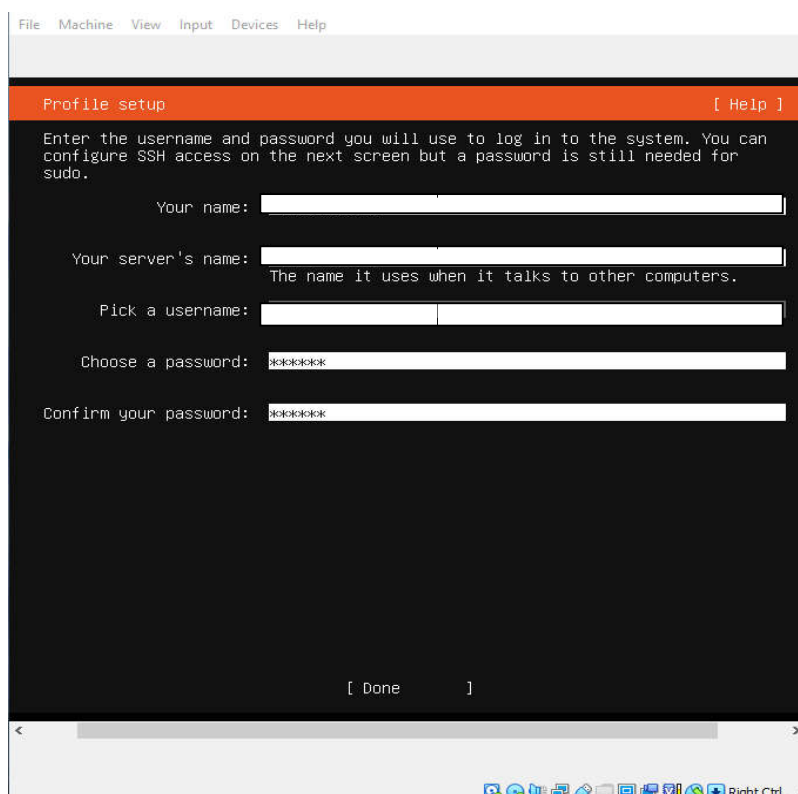 File Machine View Input Devices Help
Profile setup [ Help ]
Enter the username and password you will use to log in to the system. You can
configure SSH access on the next screen but a password is still needed for
sudo.
Your name:
Your server's name:
The name it uses when it talks to other computers.
Pick a username:
Choose a password: ******
Confirm your password: ******
[ Done ]
Right Ctrl